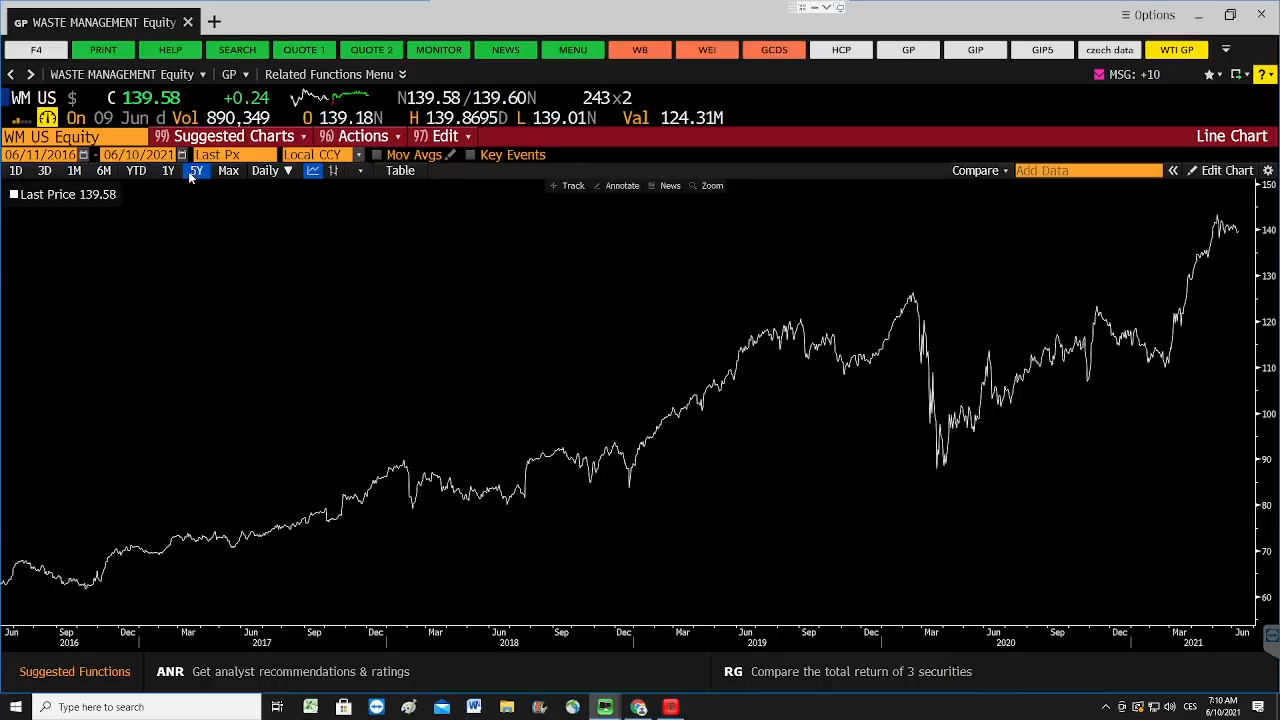 GP WASTE MANAGEMENT Equity
Options
F4 PRINT HELP SEARCH QUOTE 1 QUOTE 2 MONITOR NEWS MENU WB WEI GCDS HCP GP GIP GIP5 czech data WTI GP
WASTE MANAGEMENT Equity GP Related Functions Menu MSG: +10 ?
WM US $ C 139.58 +0.24 N139.58/139.60N 243x2
On 09 Jun d Vol 890,349 O 139.18N H 139.8695D L 139.01N Val 124.31M
WM US Equity 99) Suggested Charts 96) Actions 97) Edit Line Chart
06/11/2016 - 06/10/2021 Last Px Local CCY Mov Avgs Key Events
1D 3D 1M 6M YTD 1Y 5Y Max Daily ▼ Table Compare Add Data « Edit Chart
Track Annotate News Zoom
Last Price 139.58
150
140
130
120
110
100
90
80
70
60
Jun Sep Dec Mar Jun Sep Dec Mar Jun Sep Dec Mar Jun Sep Dec Mar Jun Sep Dec Mar Jun
2016 2017 2018 2019 2020 2021
Suggested Functions ANR Get analyst recommendations & ratings RG Compare the total return of 3 securities
Type here to search
CES
7:10 AM
6/10/2021